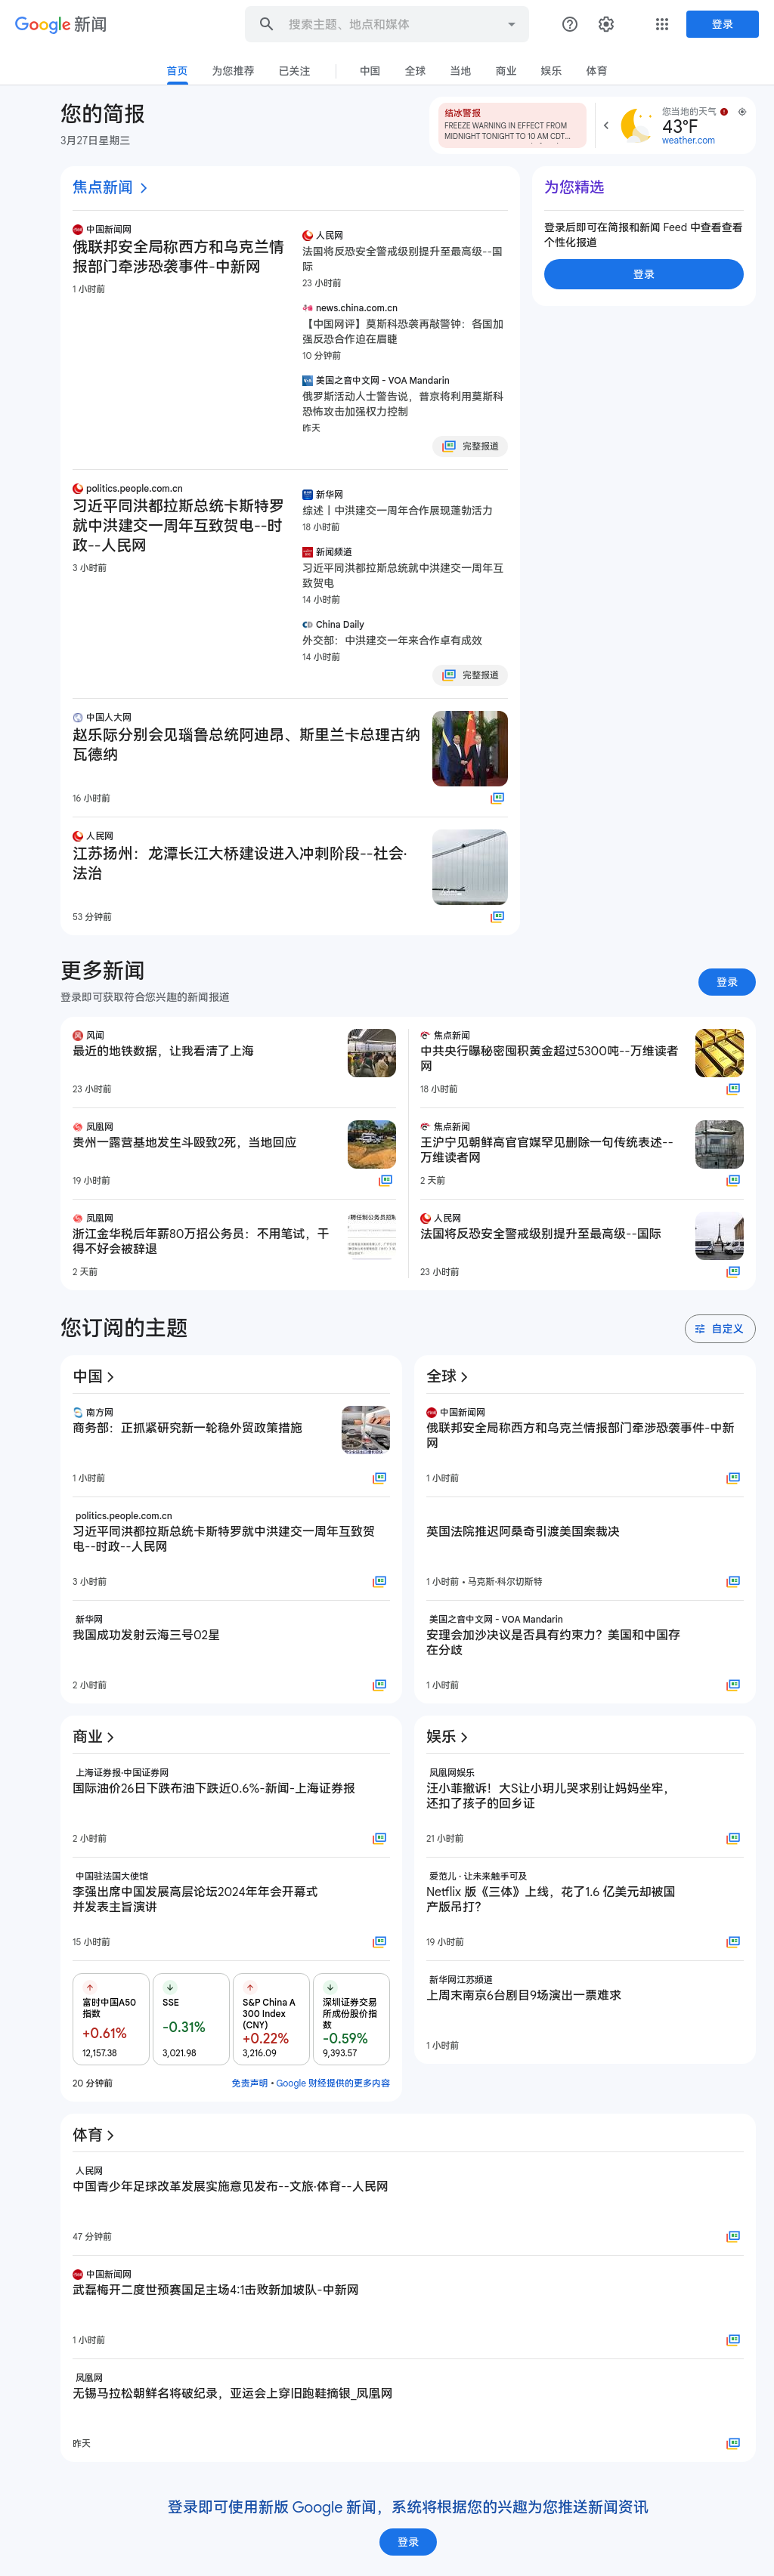 Google 新闻
搜索主题、地点和媒体
登录
首页
为您推荐
已关注
中国
全球
当地
商业
娱乐
体育
您的简报
3月27日星期三
结冰警报
FREEZE WARNING IN EFFECT FROM
MIDNIGHT TONIGHT TO 10 AM CDT...
您当地的天气
43°F
weather.com
焦点新闻
中国新闻网
俄联邦安全局称西方和乌克兰情
报部门牵涉恐袭事件-中新网
1 小时前
人民网
法国将反恐安全警戒级别提升至最高级--国
际
23 小时前
news.china.com.cn
【中国网评】莫斯科恐袭再敲警钟：各国加
强反恐合作迫在眉睫
10 分钟前
美国之音中文网 - VOA Mandarin
俄罗斯活动人士警告说，普京将利用莫斯科
恐怖攻击加强权力控制
昨天
完整报道
politics.people.com.cn
习近平同洪都拉斯总统卡斯特罗
就中洪建交一周年互致贺电--时
政--人民网
3 小时前
新华网
综述丨中洪建交一周年合作展现蓬勃活力
18 小时前
新闻频道
习近平同洪都拉斯总统就中洪建交一周年互
致贺电
14 小时前
China Daily
外交部：中洪建交一年来合作卓有成效
14 小时前
完整报道
中国人大网
赵乐际分别会见瑙鲁总统阿迪昂、斯里兰卡总理古纳
瓦德纳
16 小时前
人民网
江苏扬州：龙潭长江大桥建设进入冲刺阶段--社会·
法治
53 分钟前
为您精选
登录后即可在简报和新闻 Feed 中查看查看
个性化报道
登录
更多新闻
登录即可获取符合您兴趣的新闻报道
登录
风闻
最近的地铁数据，让我看清了上海
23 小时前
凤凰网
贵州一露营基地发生斗殴致2死，当地回应
19 小时前
凤凰网
浙江金华税后年薪80万招公务员：不用笔试，干
得不好会被辞退
2 天前
聘任制公务员招聘
焦点新闻
中共央行曝秘密囤积黄金超过5300吨--万维读者
网
18 小时前
焦点新闻
王沪宁见朝鲜高官官媒罕见删除一句传统表述--
万维读者网
2 天前
人民网
法国将反恐安全警戒级别提升至最高级--国际
23 小时前
您订阅的主题
自定义
中国
南方网
商务部：正抓紧研究新一轮稳外贸政策措施
1 小时前
politics.people.com.cn
习近平同洪都拉斯总统卡斯特罗就中洪建交一周年互致贺
电--时政--人民网
3 小时前
新华网
我国成功发射云海三号02星
2 小时前
全球
中国新闻网
俄联邦安全局称西方和乌克兰情报部门牵涉恐袭事件-中新
网
1 小时前
英国法院推迟阿桑奇引渡美国案裁决
1 小时前 • 马克斯·科尔切斯特
美国之音中文网 - VOA Mandarin
安理会加沙决议是否具有约束力？美国和中国存
在分歧
1 小时前
商业
上海证券报·中国证券网
国际油价26日下跌布油下跌近0.6%-新闻-上海证券报
2 小时前
中国驻法国大使馆
李强出席中国发展高层论坛2024年年会开幕式
并发表主旨演讲
15 小时前
富时中国A50
指数
+0.61%
12,157.38
SSE
-0.31%
3,021.98
S&P China A
300 Index
(CNY)
+0.22%
3,216.09
深圳证券交易
所成份股价指
数
-0.59%
9,393.57
20 分钟前
免责声明 • Google 财经提供的更多内容
娱乐
凤凰网娱乐
汪小菲撤诉！大S让小玥儿哭求别让妈妈坐牢，
还扣了孩子的回乡证
21 小时前
爱范儿 · 让未来触手可及
Netflix 版《三体》上线，花了1.6 亿美元却被国
产版吊打？
19 小时前
新华网江苏频道
上周末南京6台剧目9场演出一票难求
1 小时前
体育
人民网
中国青少年足球改革发展实施意见发布--文旅·体育--人民网
47 分钟前
中国新闻网
武磊梅开二度世预赛国足主场4:1击败新加坡队-中新网
1 小时前
凤凰网
无锡马拉松朝鲜名将破纪录，亚运会上穿旧跑鞋摘银_凤凰网
昨天
登录即可使用新版 Google 新闻，系统将根据您的兴趣为您推送新闻资讯
登录